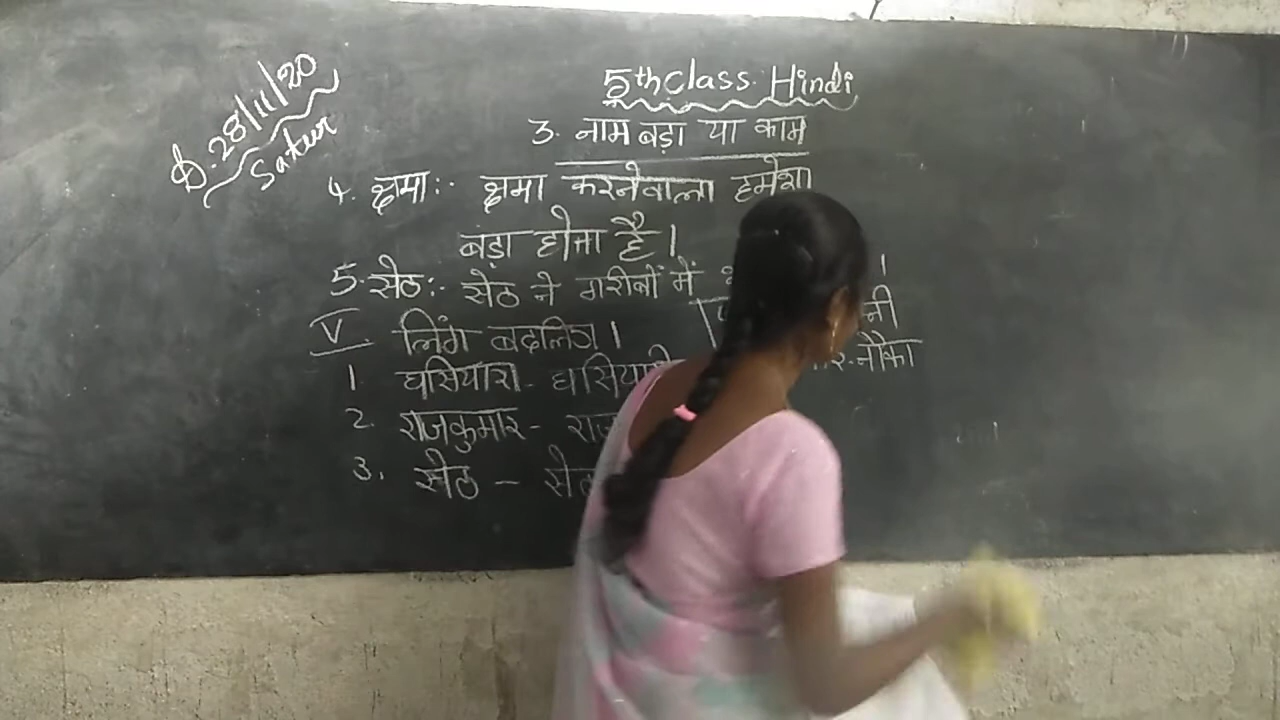 D. 28/11/20
Satur
5th Class Hindi
3. नाम बड़ा या काम
4. क्षमा:- क्षमा करनेवाला हमेशा
बड़ा होता है।
5. सेठ:- सेठ ने गरीबों में
V लिंग बदलिए।
1. घसियारा - घसियारी
2. राजकुमार -
3. सेठ -
नौका